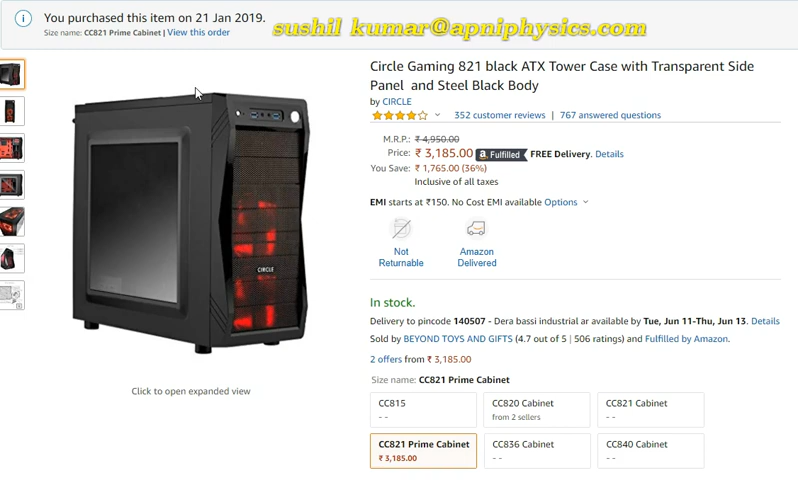 You purchased this item on 21 Jan 2019.
sushil kumar@apniphysics.com
Size name: CC821 Prime Cabinet | View this order
Circle Gaming 821 black ATX Tower Case with Transparent Side
Panel and Steel Black Body
by CIRCLE
352 customer reviews | 767 answered questions
M.R.P.: ₹ 4,950.00
Price: ₹ 3,185.00 a Fulfilled FREE Delivery. Details
You Save: ₹ 1,765.00 (36%)
Inclusive of all taxes
EMI starts at ₹150. No Cost EMI available Options
Not
Returnable
Amazon
Delivered
CIRCLE
In stock.
Delivery to pincode 140507 - Dera bassi industrial ar available by Tue, Jun 11-Thu, Jun 13. Details
Sold by BEYOND TOYS AND GIFTS (4.7 out of 5 | 506 ratings) and Fulfilled by Amazon.
2 offers from ₹ 3,185.00
Size name: CC821 Prime Cabinet
Click to open expanded view
CC815
- -
CC820 Cabinet
from 2 sellers
CC821 Cabinet
- -
CC821 Prime Cabinet
₹ 3,185.00
CC836 Cabinet
- -
CC840 Cabinet
- -